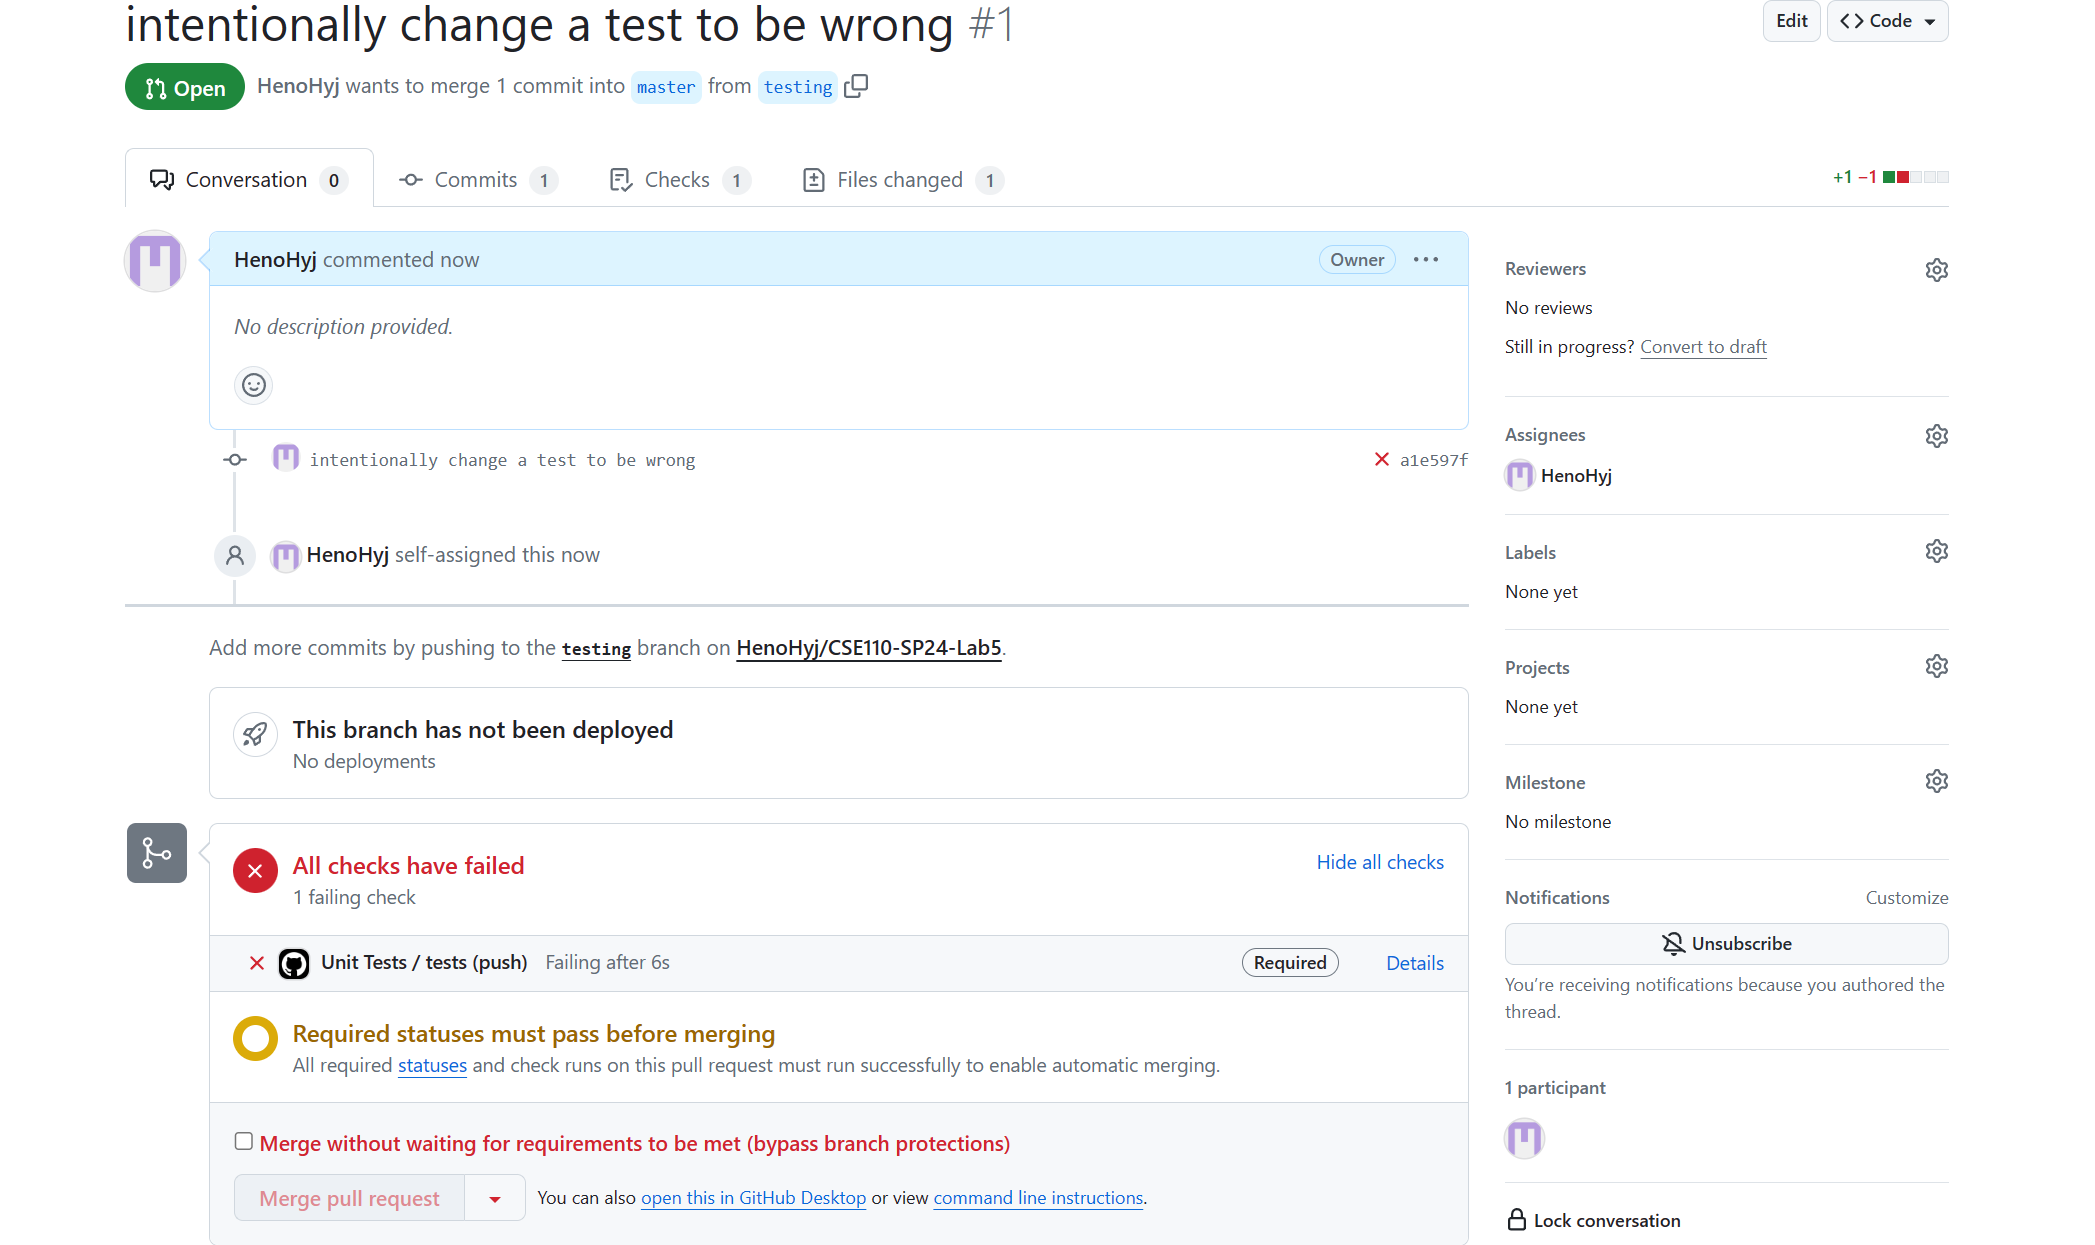 intentionally change a test to be wrong #1
Edit
Code
Open
HenoHyj wants to merge 1 commit into master from testing
Conversation 0
Commits 1
Checks 1
Files changed 1
+1 −1
HenoHyj commented now
Owner
No description provided.
intentionally change a test to be wrong
a1e597f
HenoHyj self-assigned this now
Add more commits by pushing to the testing branch on HenoHyj/CSE110-SP24-Lab5.
This branch has not been deployed
No deployments
All checks have failed
1 failing check
Hide all checks
Unit Tests / tests (push) Failing after 6s
Required
Details
Required statuses must pass before merging
All required statuses and check runs on this pull request must run successfully to enable automatic merging.
Merge without waiting for requirements to be met (bypass branch protections)
Merge pull request
You can also open this in GitHub Desktop or view command line instructions.
Reviewers
No reviews
Still in progress? Convert to draft
Assignees
HenoHyj
Labels
None yet
Projects
None yet
Milestone
No milestone
Notifications
Customize
Unsubscribe
You’re receiving notifications because you authored the
thread.
1 participant
Lock conversation